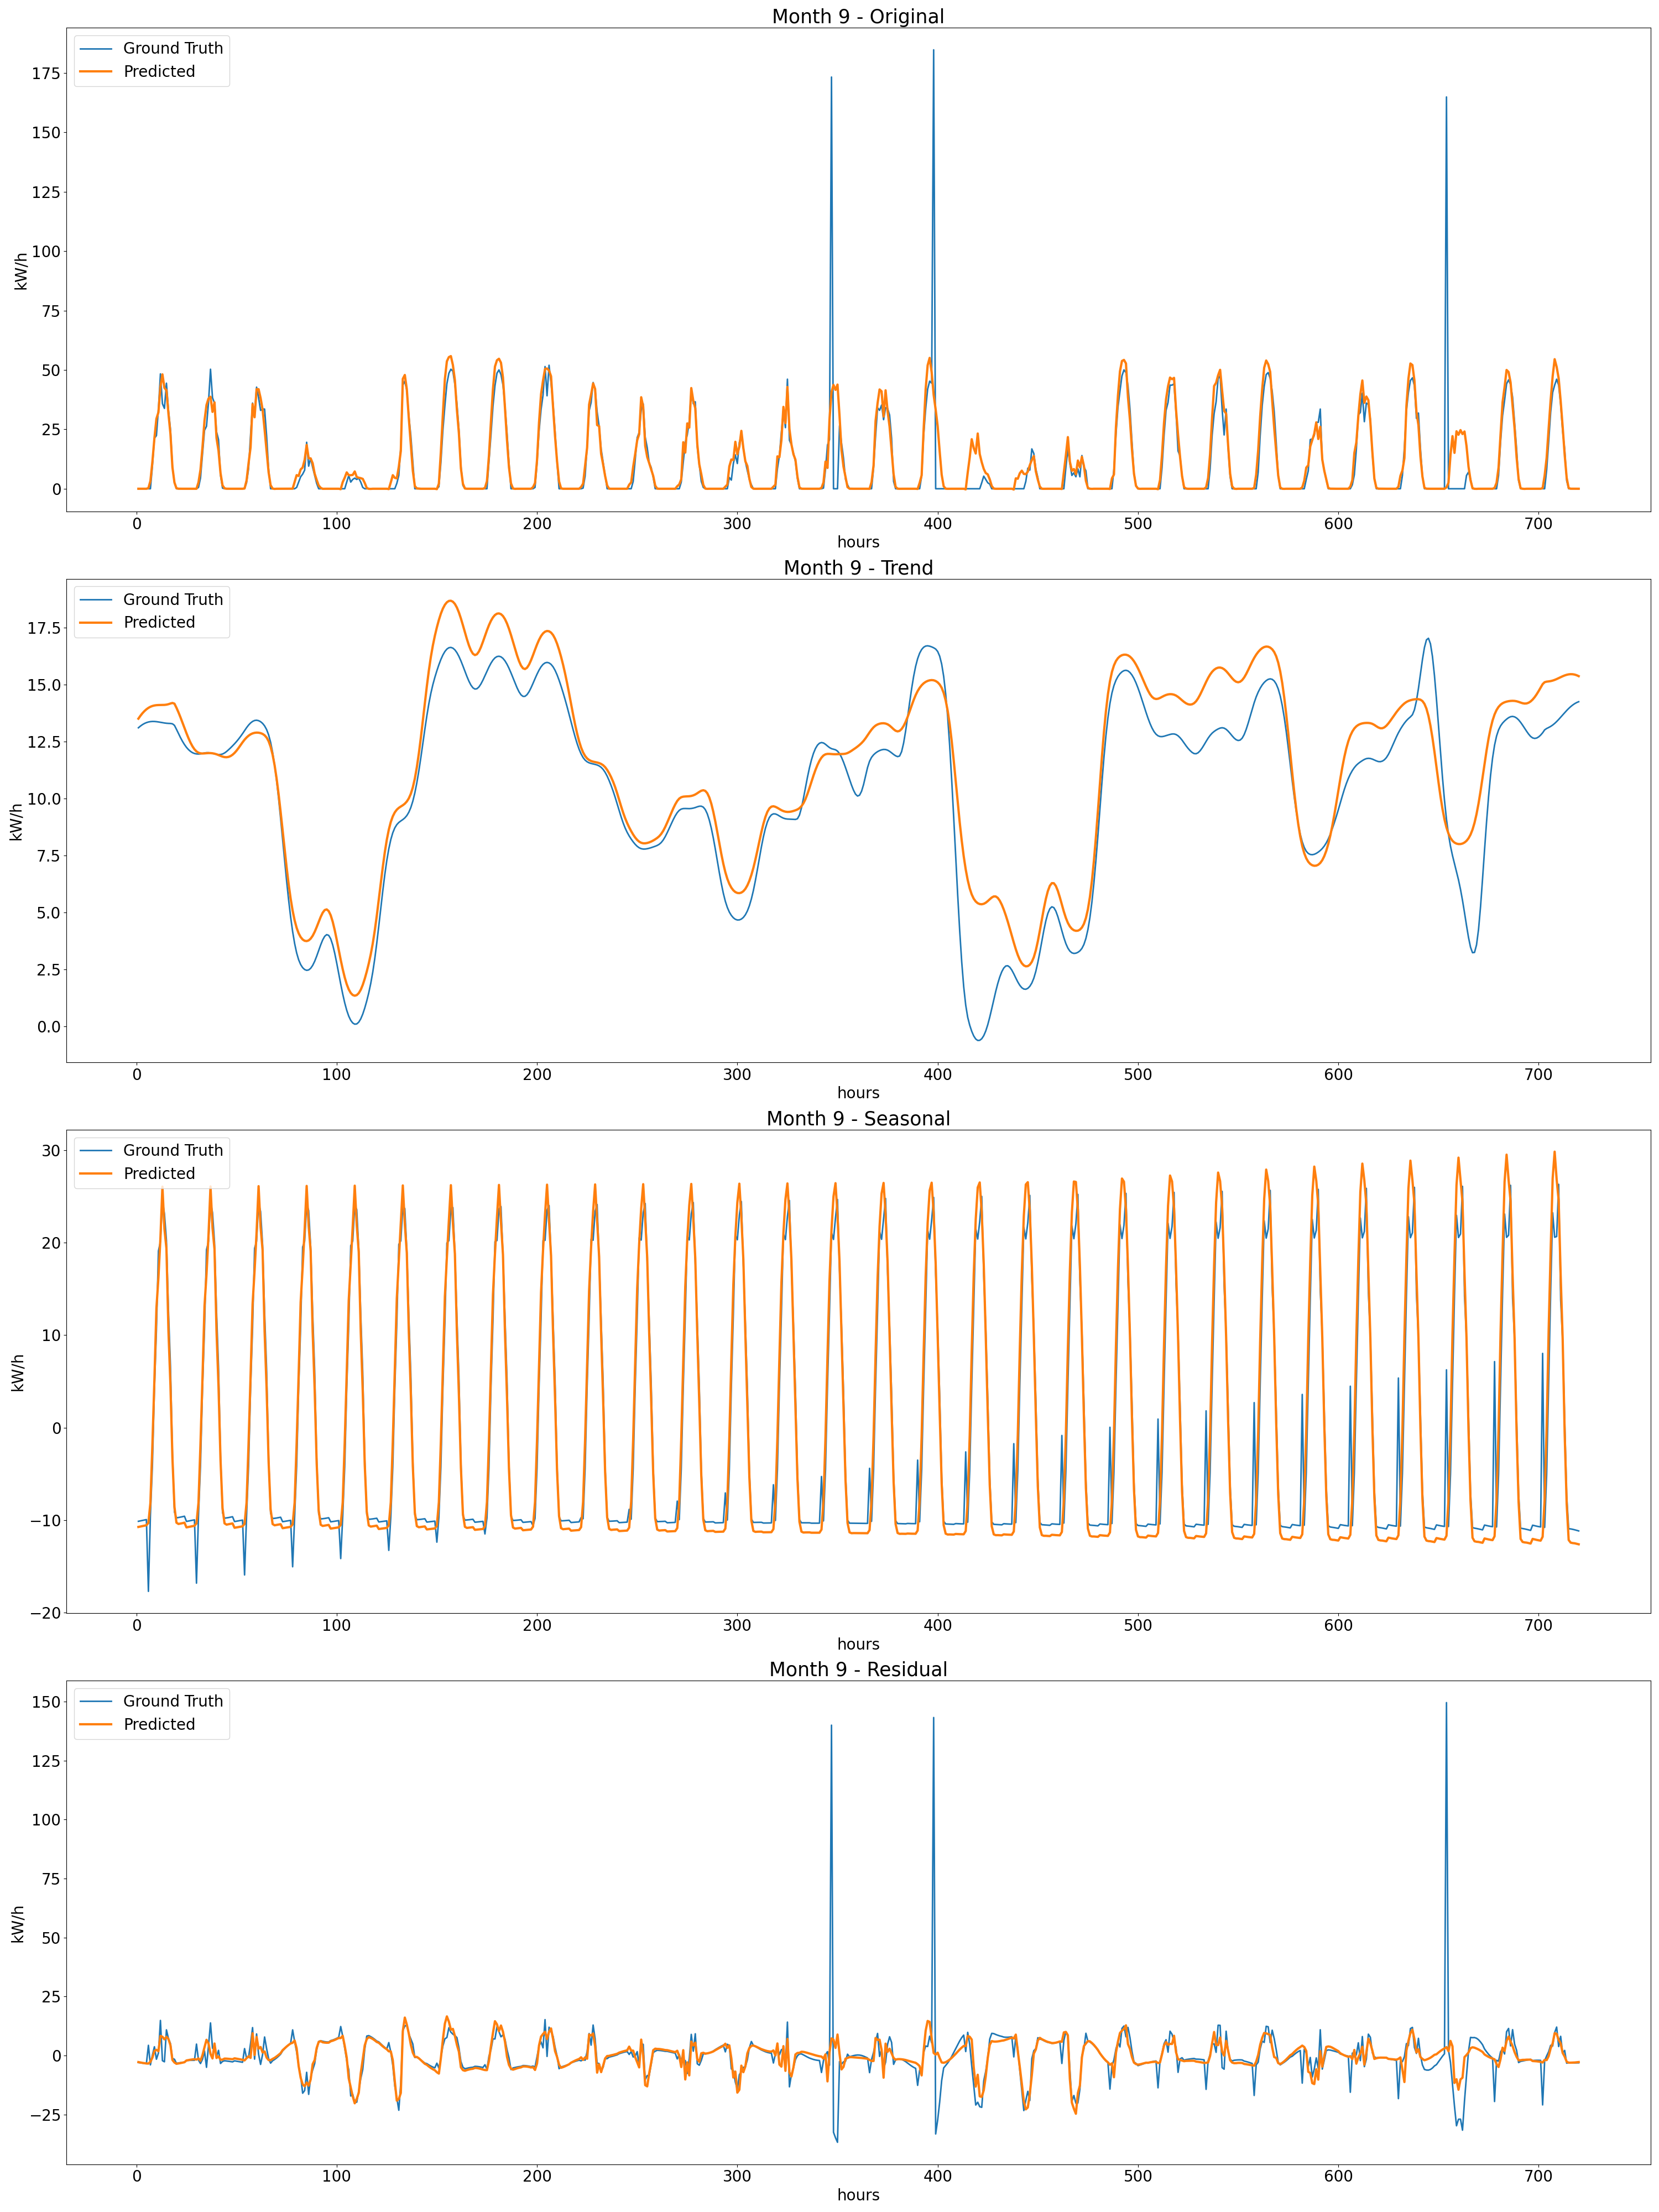 Month 9 - Original
Ground Truth
Predicted
175
150
125
100
75
50
25
0
kW/h
0 100 200 300 400 500 600 700
hours
Month 9 - Trend
Ground Truth
Predicted
17.5
15.0
12.5
10.0
7.5
5.0
2.5
0.0
kW/h
0 100 200 300 400 500 600 700
hours
Month 9 - Seasonal
Ground Truth
Predicted
30
20
10
0
−10
−20
kW/h
0 100 200 300 400 500 600 700
hours
Month 9 - Residual
Ground Truth
Predicted
150
125
100
75
50
25
0
−25
kW/h
0 100 200 300 400 500 600 700
hours